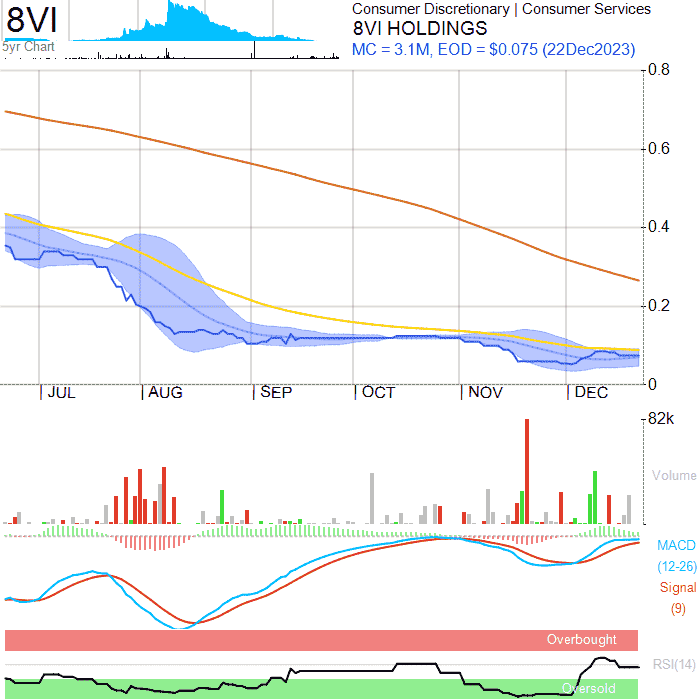 8VI
5yr Chart
Consumer Discretionary | Consumer Services
8VI HOLDINGS
MC = 3.1M, EOD = $0.075 (22Dec2023)
0.8
0.6
0.4
0.2
0
| JUL | AUG | SEP | OCT | NOV | DEC
82k
Volume
MACD
(12-26)
Signal
(9)
Overbought
RSI(14)
Oversold